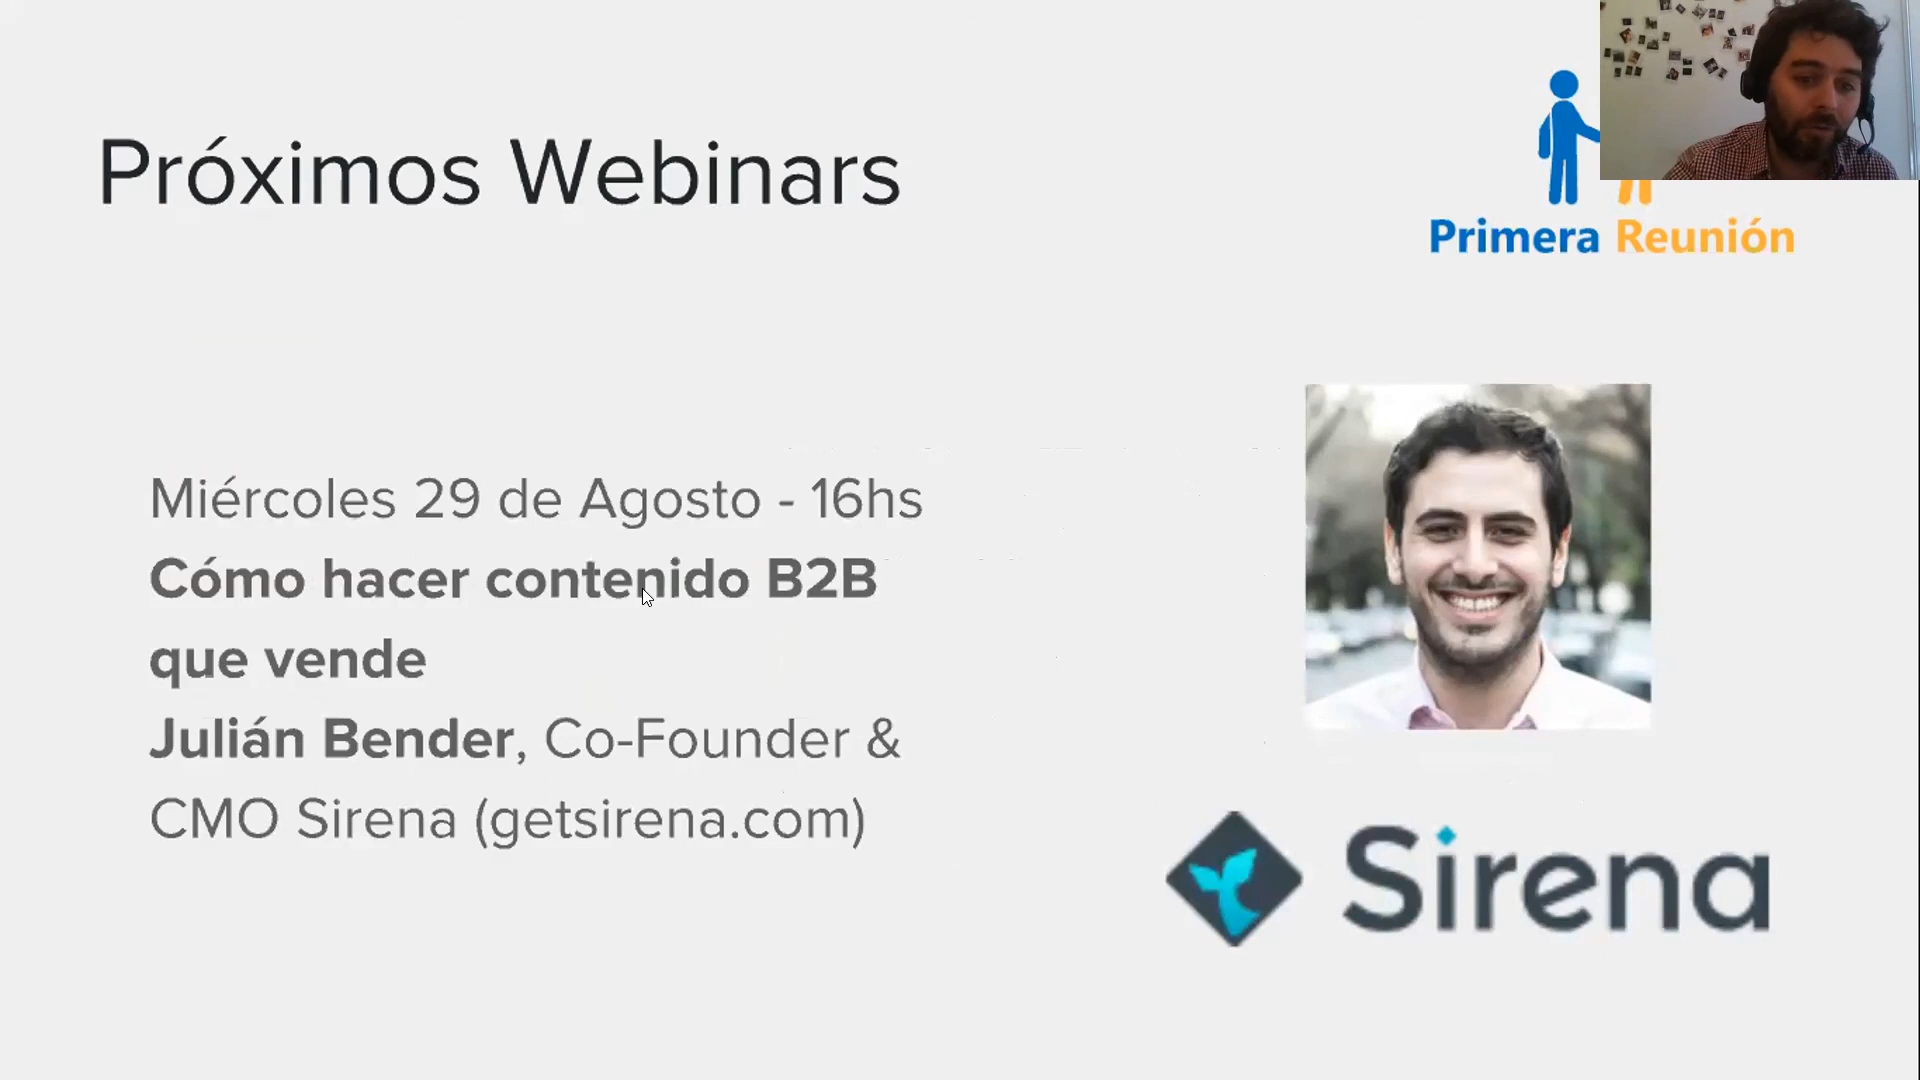 Próximos Webinars
Primera Reunión
Miércoles 29 de Agosto - 16hs
Cómo hacer contenido B2B
que vende
Julián Bender, Co-Founder &
CMO Sirena (getsirena.com)
Sirena